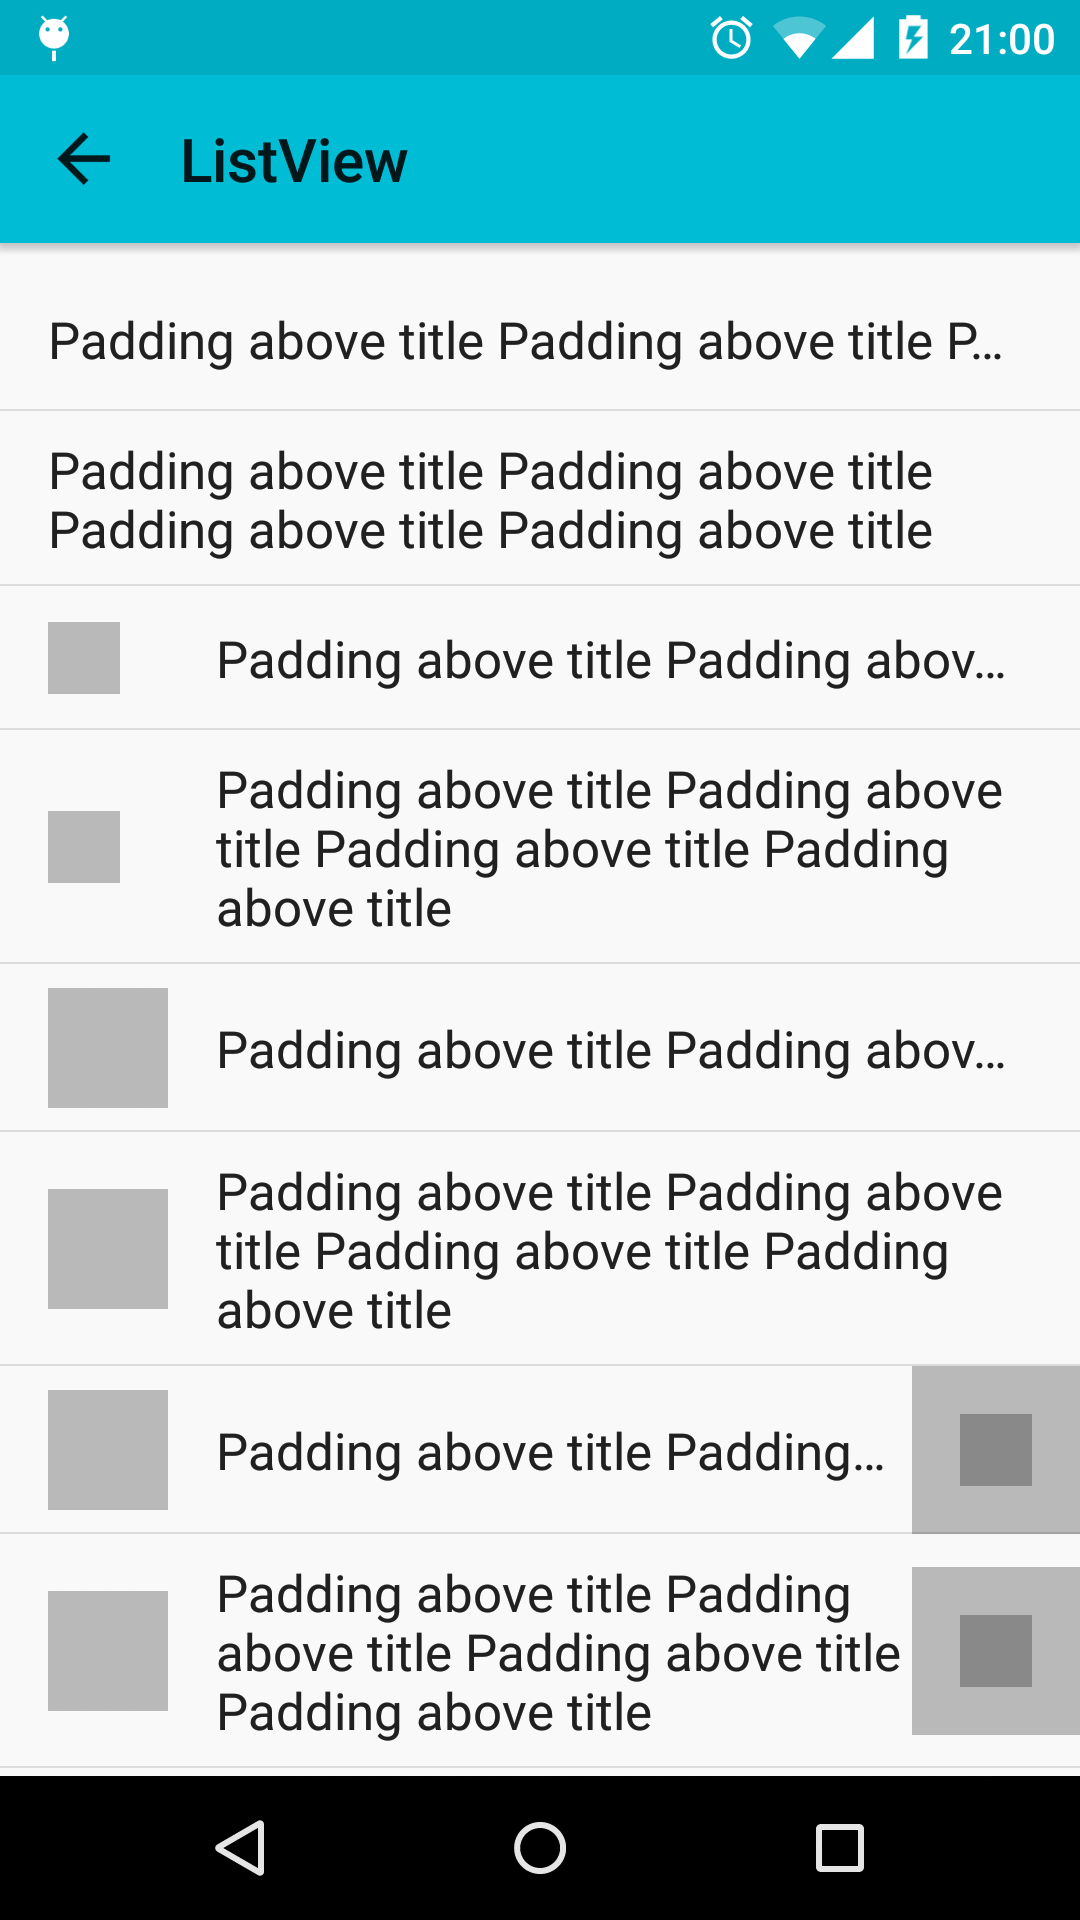 21:00
ListView
Padding above title Padding above title P...
Padding above title Padding above title
Padding above title Padding above title
Padding above title Padding abov...
Padding above title Padding above
title Padding above title Padding
above title
Padding above title Padding abov...
Padding above title Padding above
title Padding above title Padding
above title
Padding above title Padding...
Padding above title Padding
above title Padding above title
Padding above title